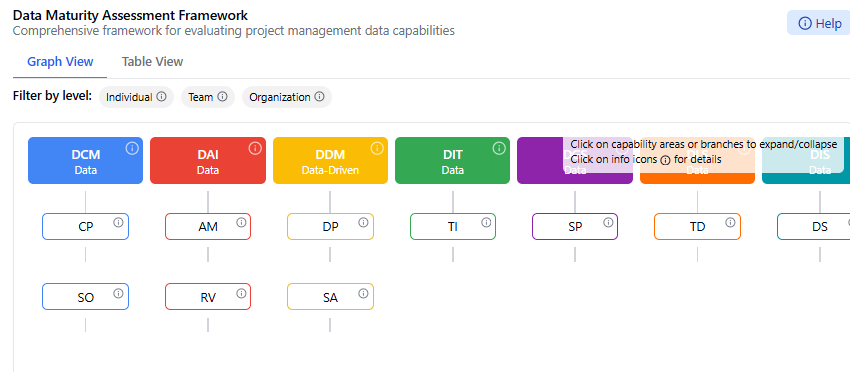 Data Maturity Assessment Framework
Comprehensive framework for evaluating project management data capabilities
Help
Graph View
Table View
Filter by level:
Individual
Team
Organization
Click on capability areas or branches to expand/collapse
Click on info icons for details
DCM
Data
DAI
Data
DDM
Data-Driven
DIT
Data
Data
Data
DIS
Data
CP
AM
DP
TI
SP
TD
DS
SO
RV
SA